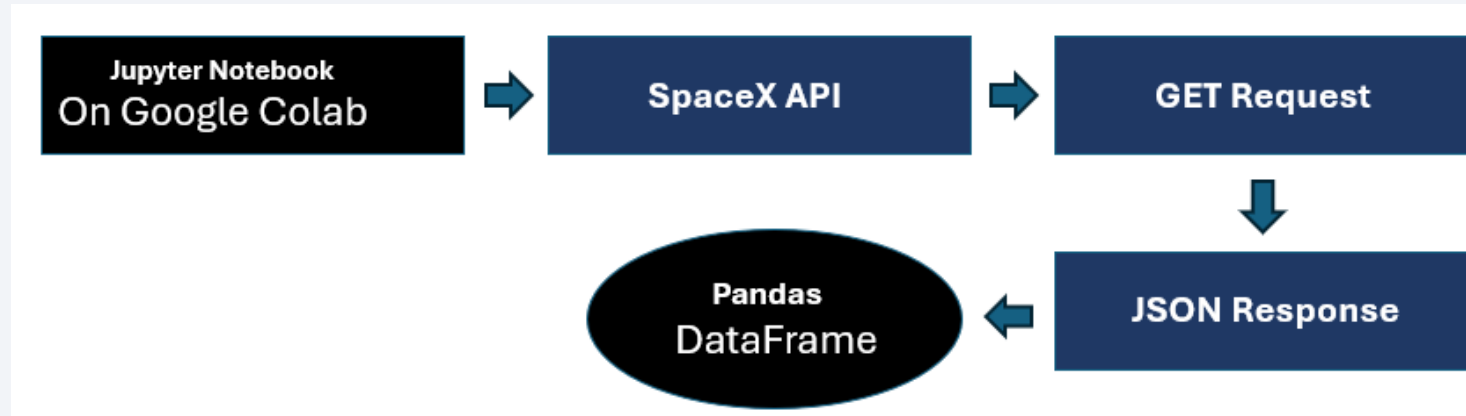 Jupyter Notebook
On Google Colab
SpaceX API
GET Request
JSON Response
Pandas
DataFrame